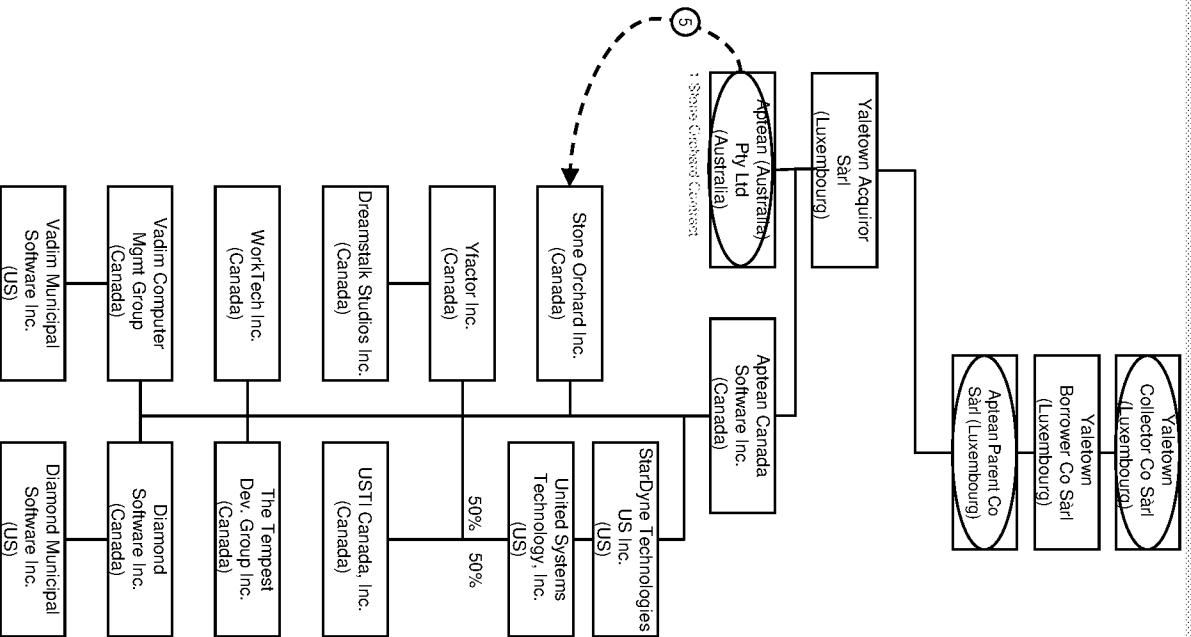 Yaletown
Collector Co Sàrl
(Luxembourg)
Yaletown
Borrower Co Sàrl
(Luxembourg)
Aptean Parent Co
Sàrl (Luxembourg)
Yaletown Acquiror
Sàrl
(Luxembourg)
Aptean (Australia)
Pty Ltd
(Australia)
Aptean Canada
Software Inc.
(Canada)
5
1 Stone Orchard Contract
StarDyne Technologies
US Inc.
(US)
Stone Orchard Inc.
(Canada)
United Systems
Technology, Inc.
(US)
50%
50%
Yfactor Inc.
(Canada)
Dreamstalk Studios Inc.
(Canada)
USTI Canada, Inc.
(Canada)
WorkTech Inc.
(Canada)
The Tempest
Dev. Group Inc.
(Canada)
Vadim Computer
Mgmt Group
(Canada)
Diamond
Software Inc.
(Canada)
Vadim Municipal
Software Inc.
(US)
Diamond Municipal
Software Inc.
(US)